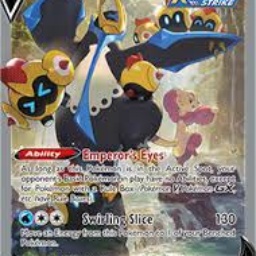 V
STRIKE
Ability Emperor's Eyes
As long as this Pokémon is in the Active Spot, your
opponent's Basic Pokémon in play have no Abilities, except
for Pokémon with a Rule Box (Pokémon V, Pokémon-GX,
etc. have Rule Boxes).
Swirling Slice 130
Move an Energy from this Pokémon to 1 of your Benched
Pokémon.